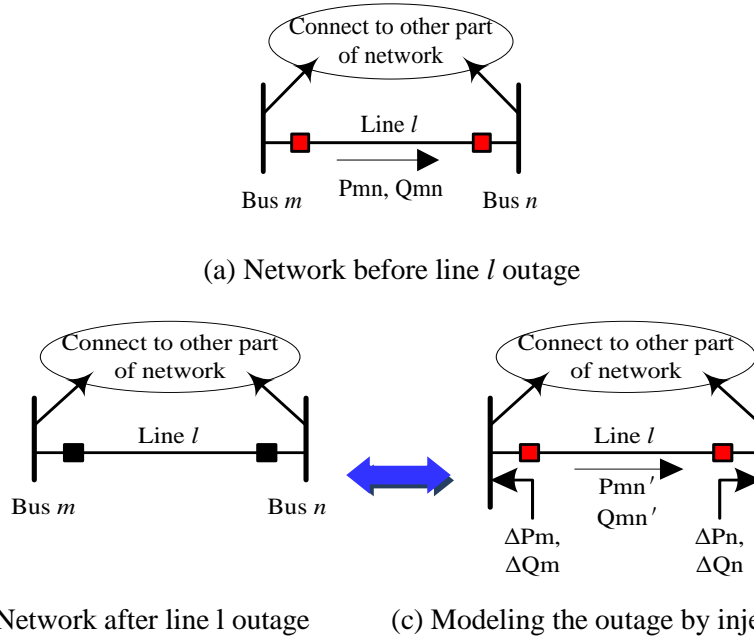 Connect to other part
of network
Line l
Pmn, Qmn
Bus m
Bus n
(a) Network before line l outage
Connect to other part
of network
Line l
Bus m
Bus n
Connect to other part
of network
Line l
Pmn′
Qmn′
ΔPm,
ΔQm
ΔPn,
ΔQn
Network after line l outage
(c) Modeling the outage by